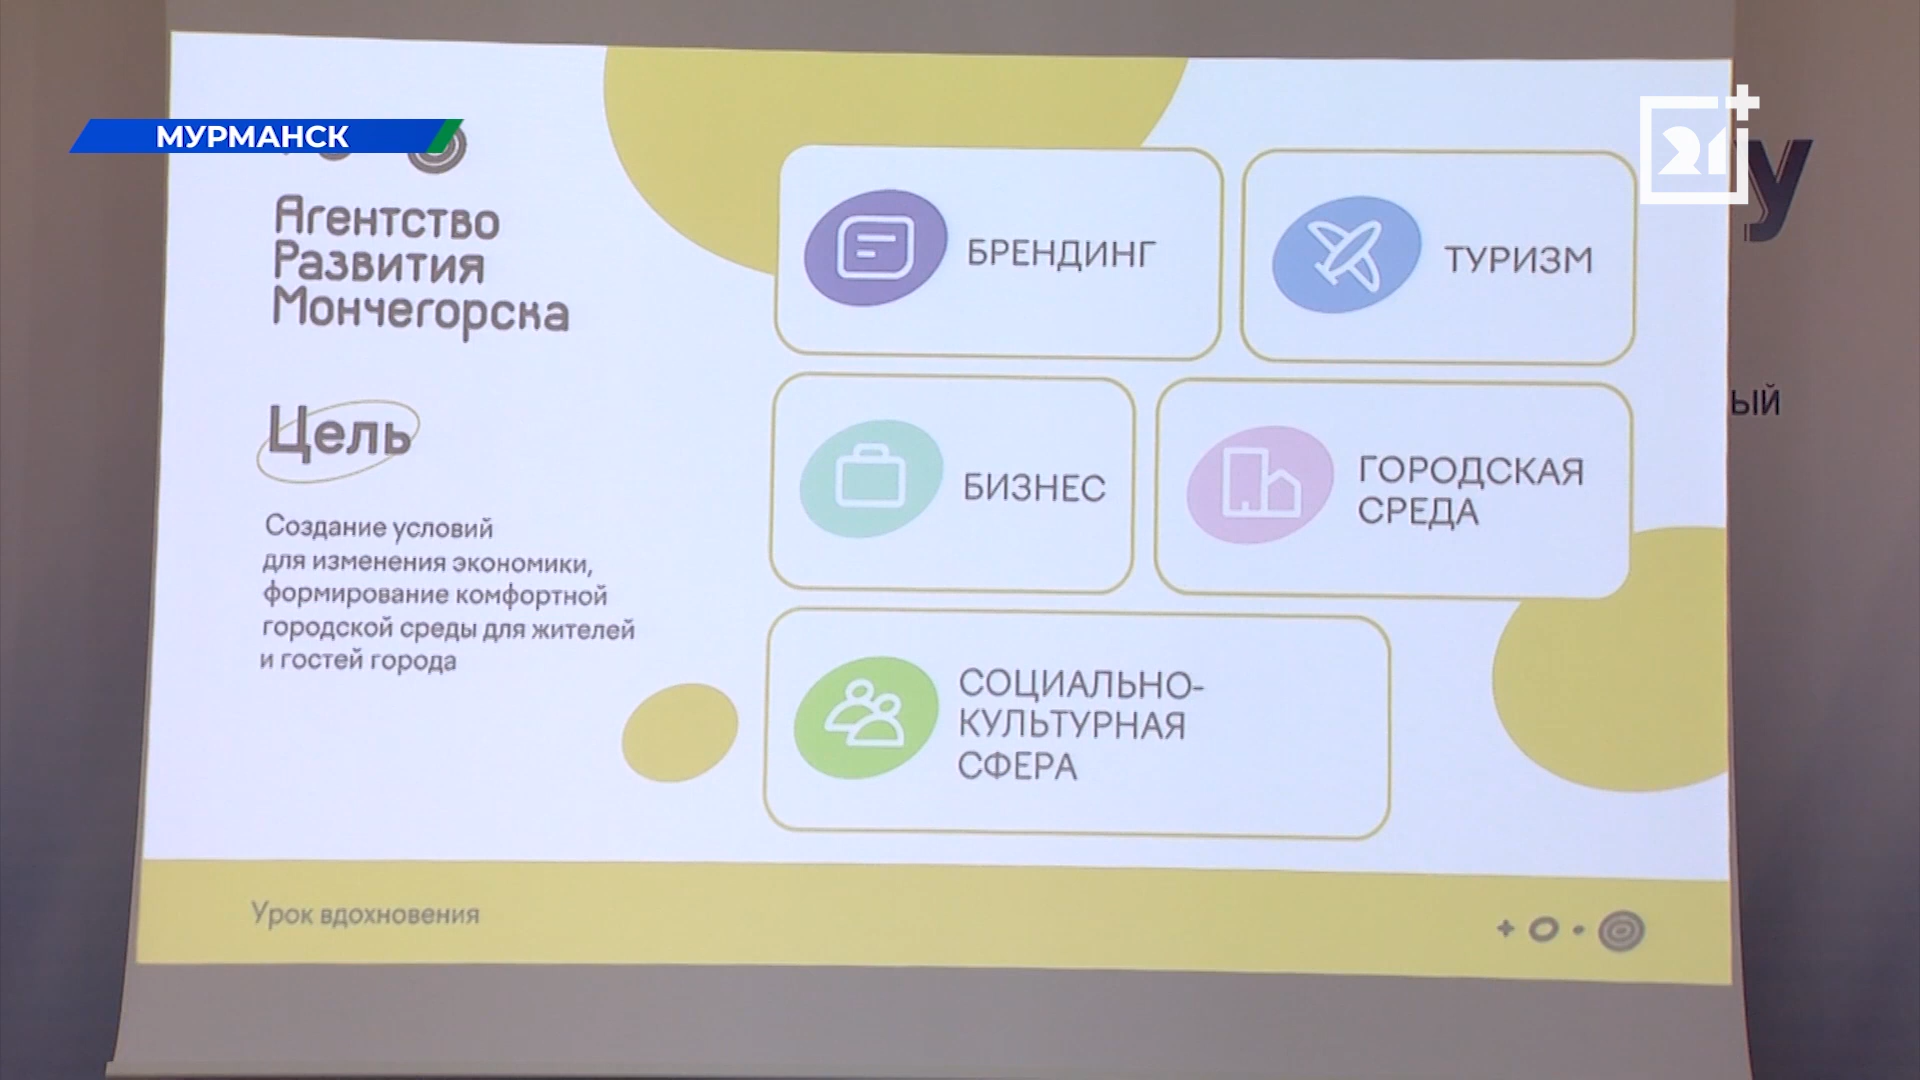 МУРМАНСК
21
У
Агентство
Развития
Мончегорска
Цель
Создание условий
для изменения экономики,
формирование комфортной
городской среды для жителей
и гостей города
БРЕНДИНГ
ТУРИЗМ
БИЗНЕС
ГОРОДСКАЯ
СРЕДА
СОЦИАЛЬНО-
КУЛЬТУРНАЯ
СФЕРА
ый
Урок вдохновения